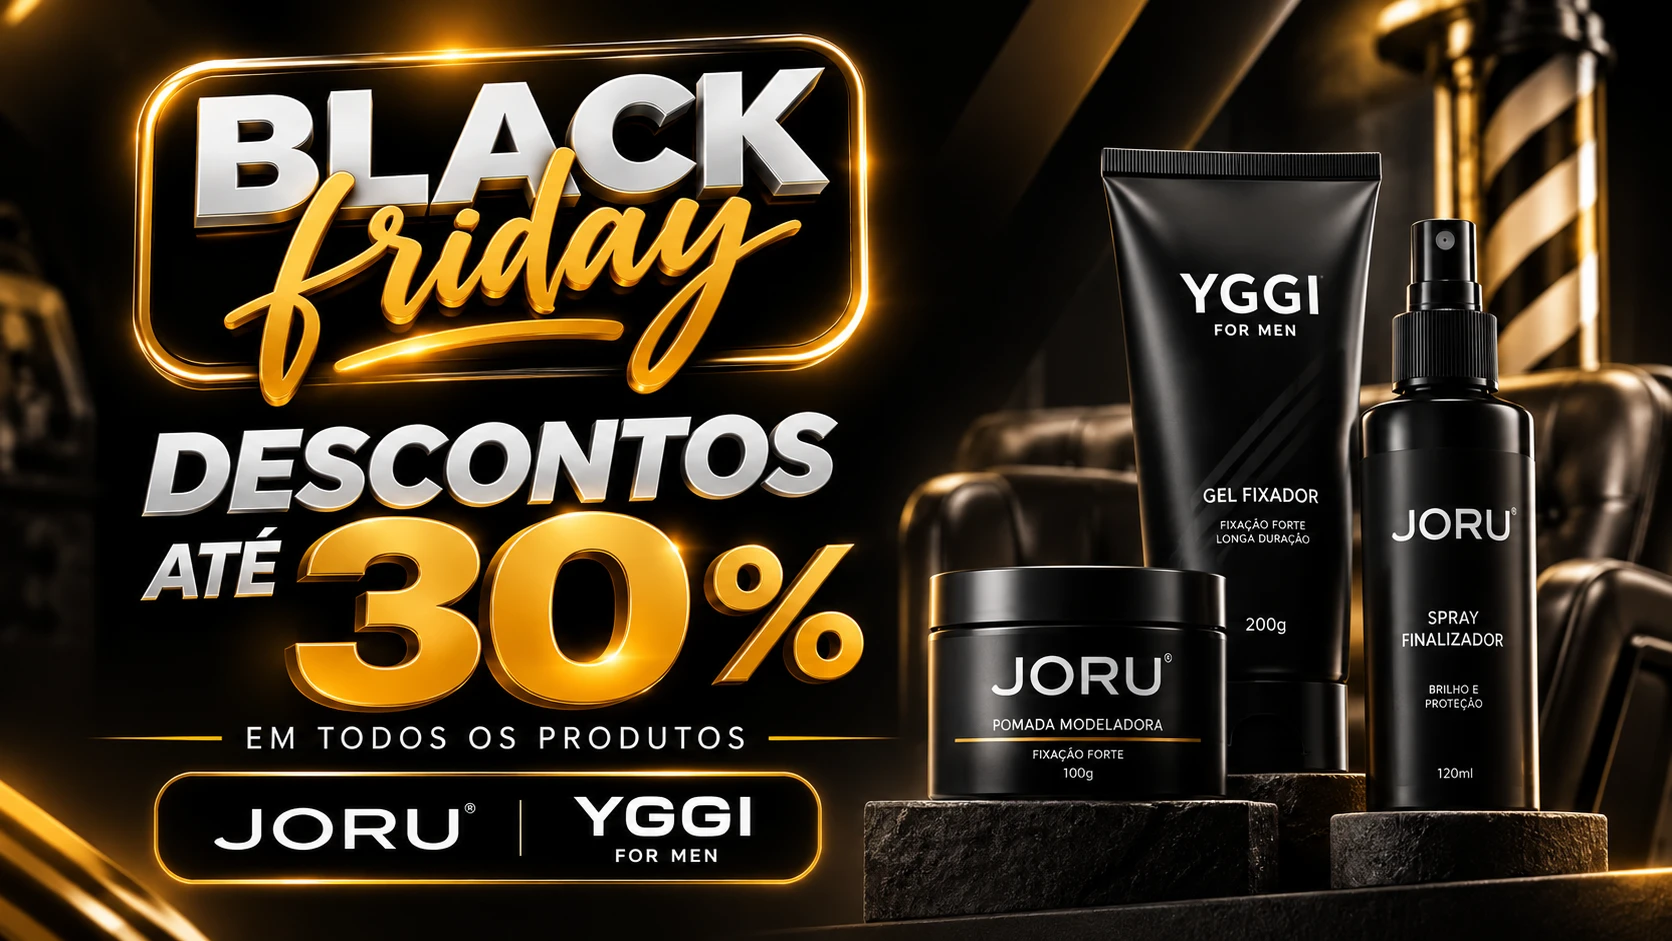 BLACK
friday
DESCONTOS
ATÉ 30%
EM TODOS OS PRODUTOS
JORU®
YGGI
FOR MEN
YGGI
FOR MEN
GEL FIXADOR
FIXAÇÃO FORTE
LONGA DURAÇÃO
200g
JORU®
SPRAY
FINALIZADOR
BRILHO E
PROTEÇÃO
120ml
JORU®
POMADA MODELADORA
FIXAÇÃO FORTE
100g